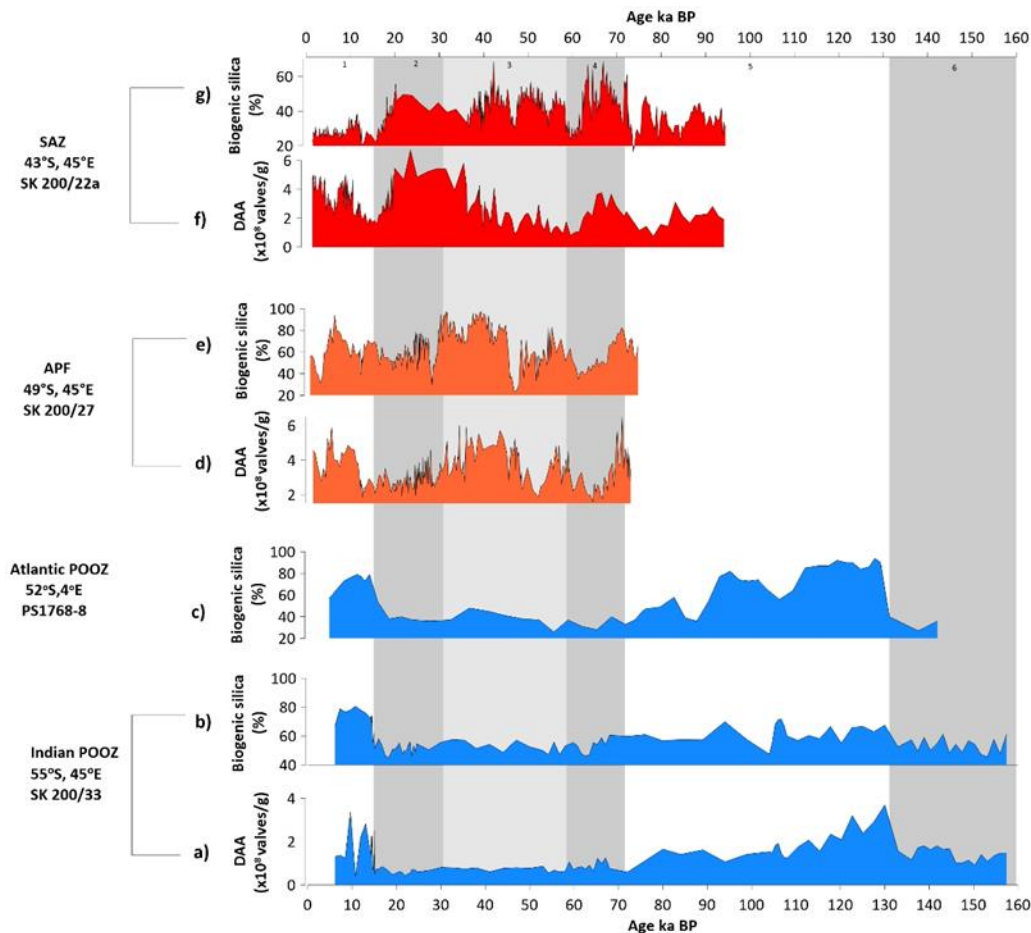 Age ka BP
0 10 20 30 40 50 60 70 80 90 100 110 120 130 140 150 160
1 2 3 4 5 6
SAZ
43°S, 45°E
SK 200/22a
g)
Biogenic silica
(%)
60
40
20
f)
DAA
(x10⁸ valves/g)
6
4
2
0
APF
49°S, 45°E
SK 200/27
e)
Biogenic silica
(%)
100
80
60
40
20
d)
DAA
(x10⁸ valves/g)
6
4
2
Atlantic POOZ
52°S,4°E
PS1768-8
c)
Biogenic silica
(%)
100
80
60
40
20
Indian POOZ
55°S, 45°E
SK 200/33
b)
Biogenic silica
(%)
100
80
60
40
a)
DAA
(x10⁸ valves/g)
4
2
0
0 10 20 30 40 50 60 70 80 90 100 110 120 130 140 150 160
Age ka BP